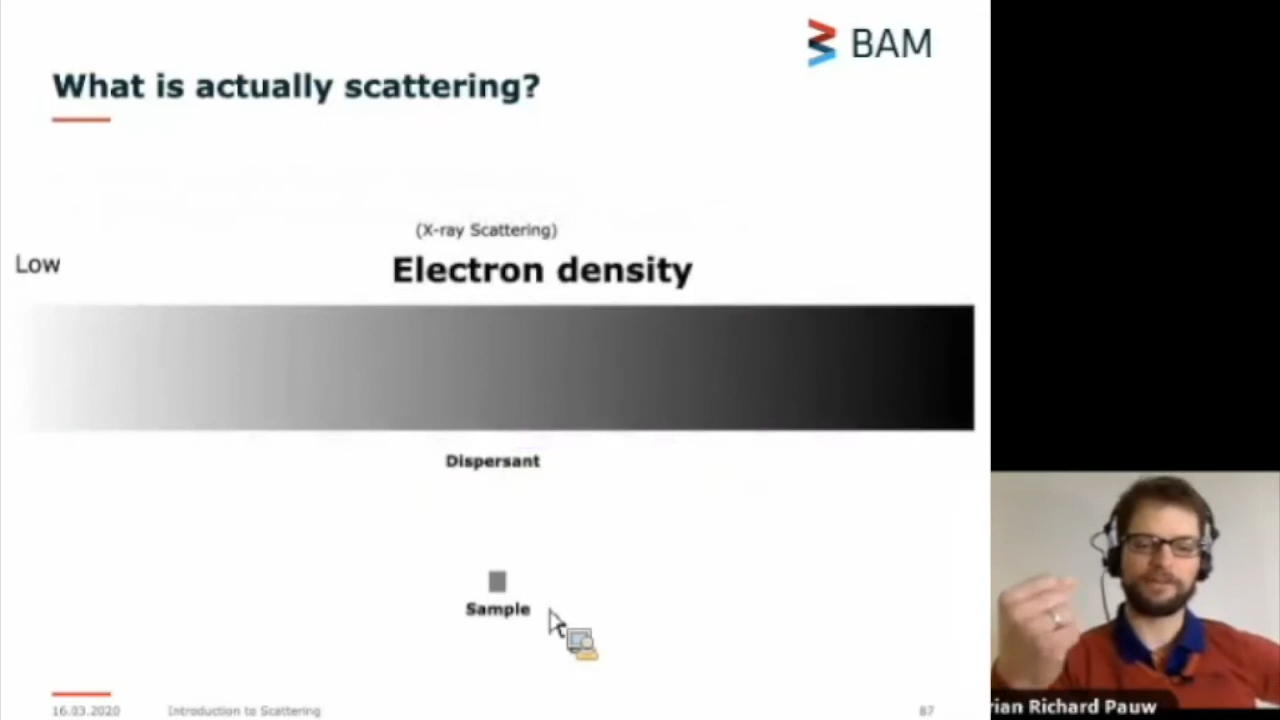 BAM
What is actually scattering?
(X-ray Scattering)
Low
Electron density
Dispersant
Sample
16.03.2020 Introduction to Scattering 87
rian Richard Pauw